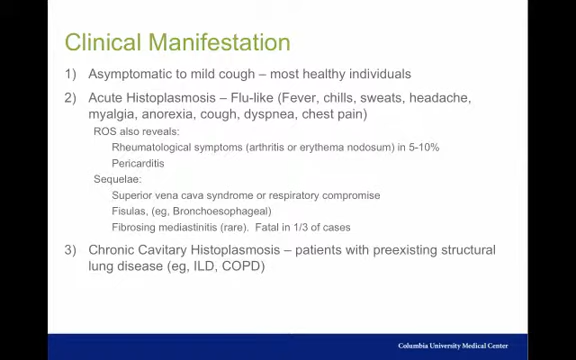 Clinical Manifestation
1) Asymptomatic to mild cough – most healthy individuals
2) Acute Histoplasmosis – Flu-like (Fever, chills, sweats, headache,
myalgia, anorexia, cough, dyspnea, chest pain)
ROS also reveals:
Rheumatological symptoms (arthritis or erythema nodosum) in 5-10%
Pericarditis
Sequelae:
Superior vena cava syndrome or respiratory compromise
Fisulas, (eg, Bronchoesophageal)
Fibrosing mediastinitis (rare). Fatal in 1/3 of cases
3) Chronic Cavitary Histoplasmosis – patients with preexisting structural
lung disease (eg, ILD, COPD)
Columbia University Medical Center